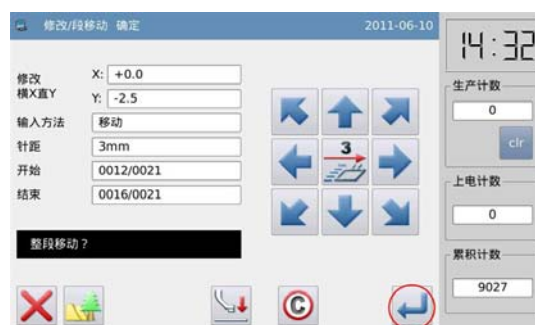 修改/段移动 确定
2011-06-10
14:32
修改
横X直Y
X: +0.0
Y: -2.5
输入方法
移动
针距
3mm
开始
0012/0021
结束
0016/0021
整段移动？
3
C
生产计数
0
clr
上电计数
0
累积计数
9027